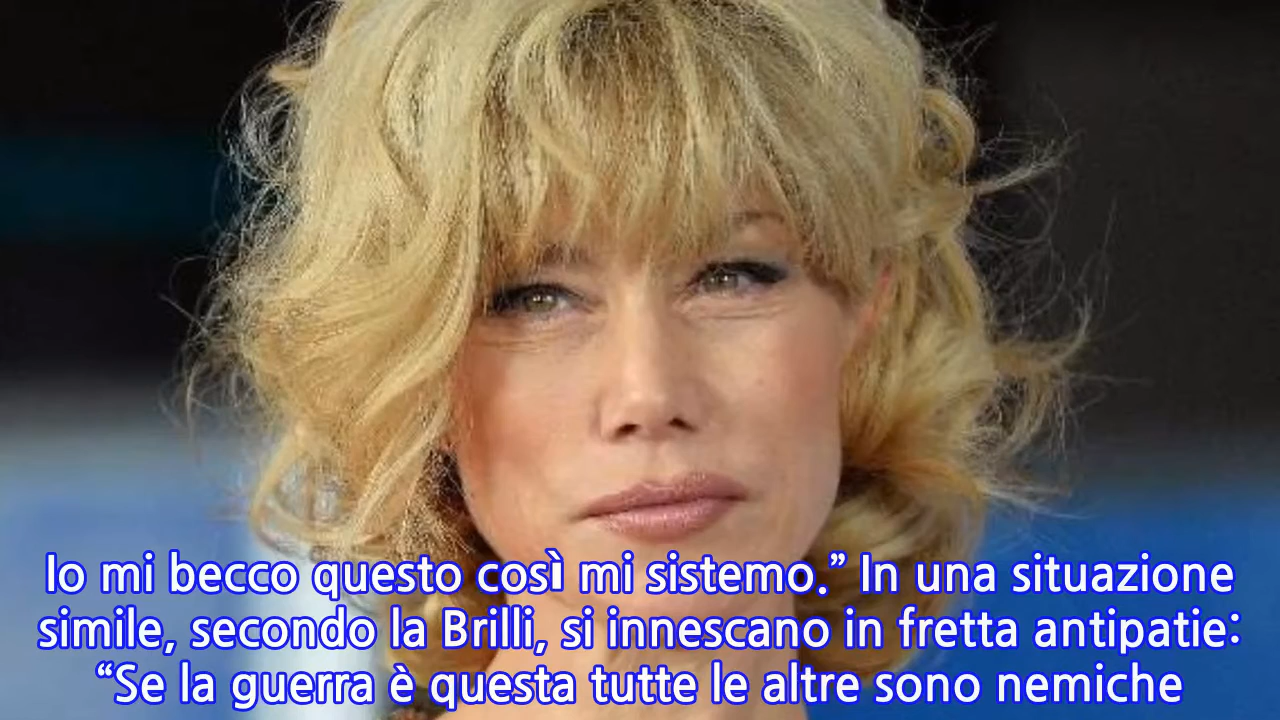 Io mi becco questo così mi sistemo.” In una situazione
simile, secondo la Brilli, si innescano in fretta antipatie:
“Se la guerra è questa tutte le altre sono nemiche